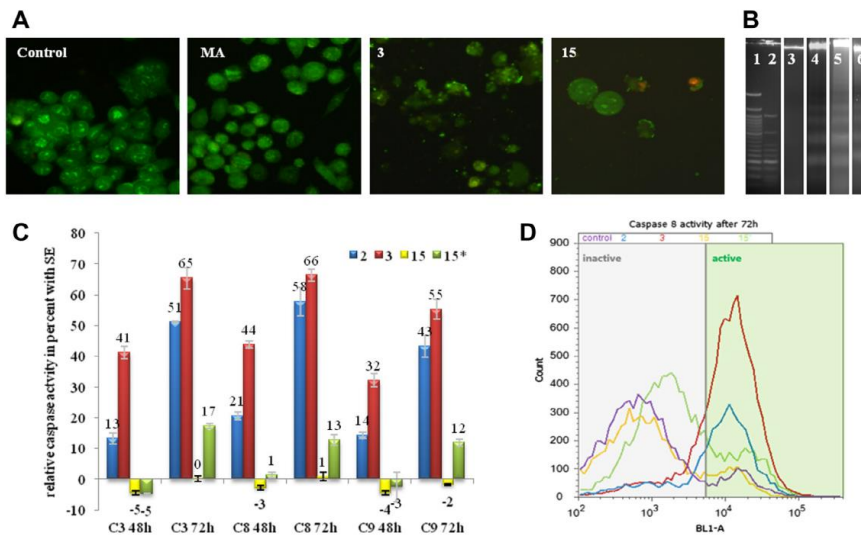 A
B
Control
MA
3
15
1 2 3 4 5 6
C
D
relative caspase actvity in percent with SE
80
70
60
50
40
30
20
10
0
-10
2 3 15 15*
13 41 -5 -5
51 65 0 17
21 44 -3 1
58 66 1 13
14 32 -4 -3
43 55 -2 12
C3 48h C3 72h C8 48h C8 72h C9 48h C9 72h
Caspase 8 activity after 72h
control 2 3 15 15*
inactive active
Count
900
800
700
600
500
400
300
200
100
0
10² 10³ 10⁴ 10⁵
BL1-A